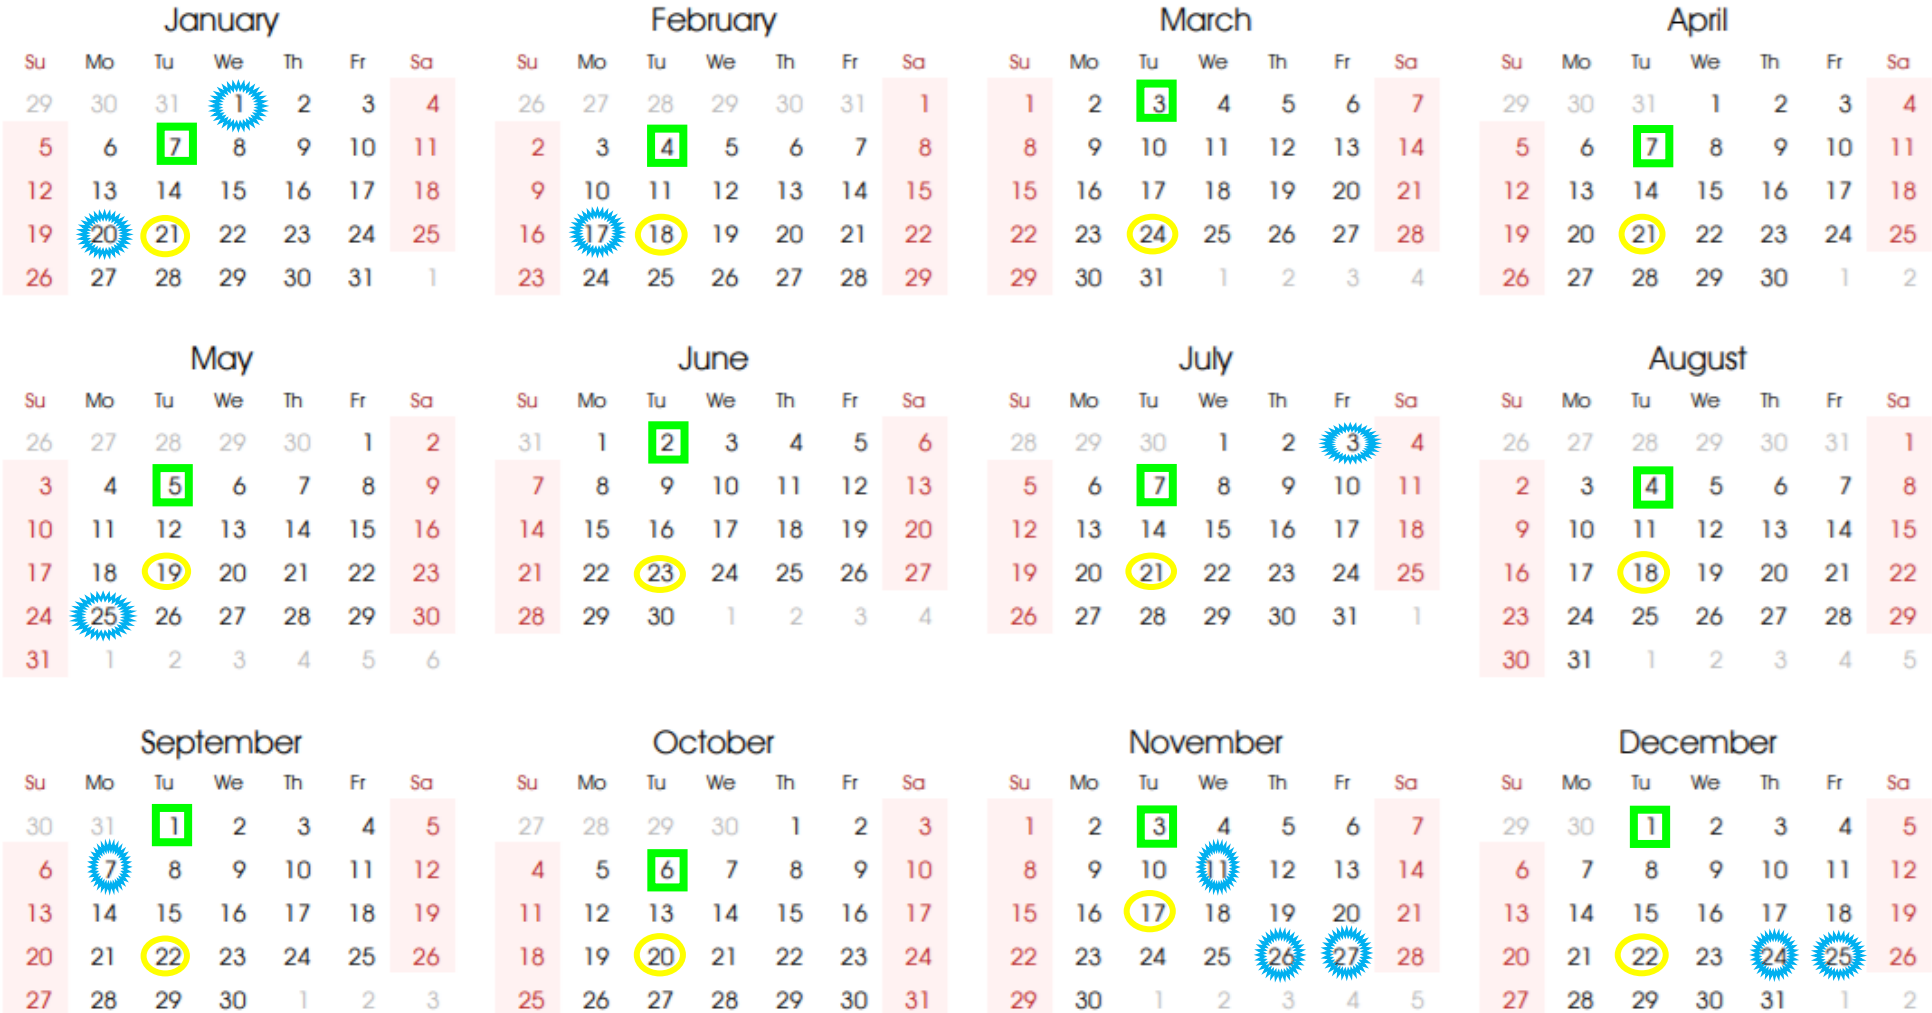 January February March April
Su Mo Tu We Th Fr Sa Su Mo Tu We Th Fr Sa Su Mo Tu We Th Fr Sa Su Mo Tu We Th Fr Sa
29 30 31 1 2 3 4 26 27 28 29 30 31 1 1 2 3 4 5 6 7 29 30 31 1 2 3 4
5 6 7 8 9 10 11 2 3 4 5 6 7 8 8 9 10 11 12 13 14 5 6 7 8 9 10 11
12 13 14 15 16 17 18 9 10 11 12 13 14 15 15 16 17 18 19 20 21 12 13 14 15 16 17 18
19 20 21 22 23 24 25 16 17 18 19 20 21 22 22 23 24 25 26 27 28 19 20 21 22 23 24 25
26 27 28 29 30 31 1 23 24 25 26 27 28 29 29 30 31 1 2 3 4 26 27 28 29 30 1 2
May June July August
Su Mo Tu We Th Fr Sa Su Mo Tu We Th Fr Sa Su Mo Tu We Th Fr Sa Su Mo Tu We Th Fr Sa
26 27 28 29 30 1 2 31 1 2 3 4 5 6 28 29 30 1 2 3 4 26 27 28 29 30 31 1
3 4 5 6 7 8 9 7 8 9 10 11 12 13 5 6 7 8 9 10 11 2 3 4 5 6 7 8
10 11 12 13 14 15 16 14 15 16 17 18 19 20 12 13 14 15 16 17 18 9 10 11 12 13 14 15
17 18 19 20 21 22 23 21 22 23 24 25 26 27 19 20 21 22 23 24 25 16 17 18 19 20 21 22
24 25 26 27 28 29 30 28 29 30 1 2 3 4 26 27 28 29 30 31 1 23 24 25 26 27 28 29
31 1 2 3 4 5 6 30 31 1 2 3 4 5
September October November December
Su Mo Tu We Th Fr Sa Su Mo Tu We Th Fr Sa Su Mo Tu We Th Fr Sa Su Mo Tu We Th Fr Sa
30 31 1 2 3 4 5 27 28 29 30 1 2 3 1 2 3 4 5 6 7 29 30 1 2 3 4 5
6 7 8 9 10 11 12 4 5 6 7 8 9 10 8 9 10 11 12 13 14 6 7 8 9 10 11 12
13 14 15 16 17 18 19 11 12 13 14 15 16 17 15 16 17 18 19 20 21 13 14 15 16 17 18 19
20 21 22 23 24 25 26 18 19 20 21 22 23 24 22 23 24 25 26 27 28 20 21 22 23 24 25 26
27 28 29 30 1 2 3 25 26 27 28 29 30 31 29 30 1 2 3 4 5 27 28 29 30 31 1 2